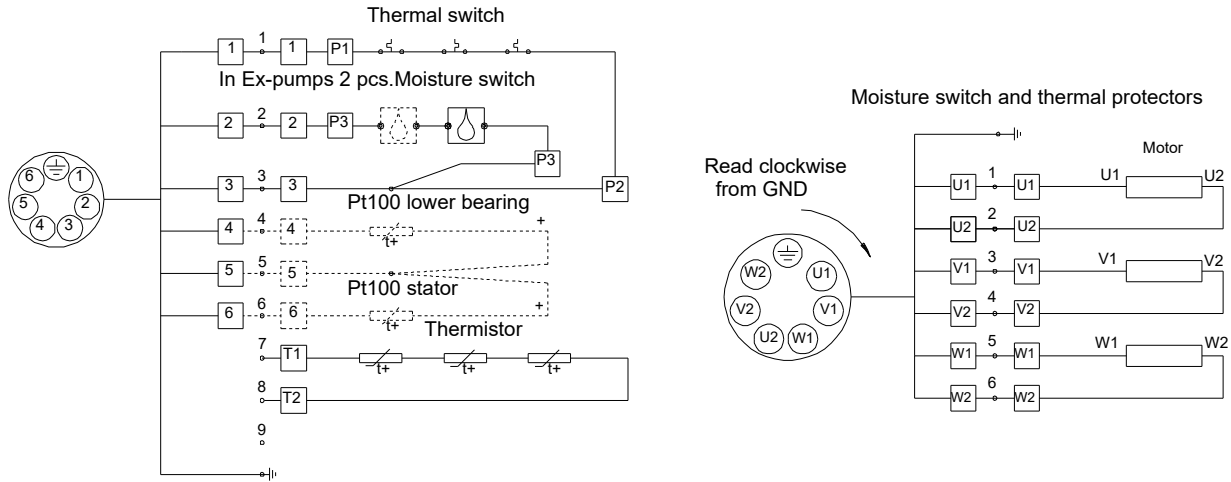 Thermal switch
1 1 1 P1
In Ex-pumps 2 pcs.Moisture switch
2 2 2 P3
P3
3 3 3 P2
Pt100 lower bearing
4 4 4 t+ +
5 5 5
Pt100 stator
6 6 6 t+ +
Thermistor
7 T1 t+ t+ t+
8 T2
9
6 1
5 2
4 3
Moisture switch and thermal protectors
Read clockwise
from GND
Motor
U1 1 U1 U1 U2
U2 2 U2
V1 3 V1 V1 V2
V2 4 V2
W1 5 W1 W1 W2
W2 6 W2
W2 U1
V2 V1
U2 W1